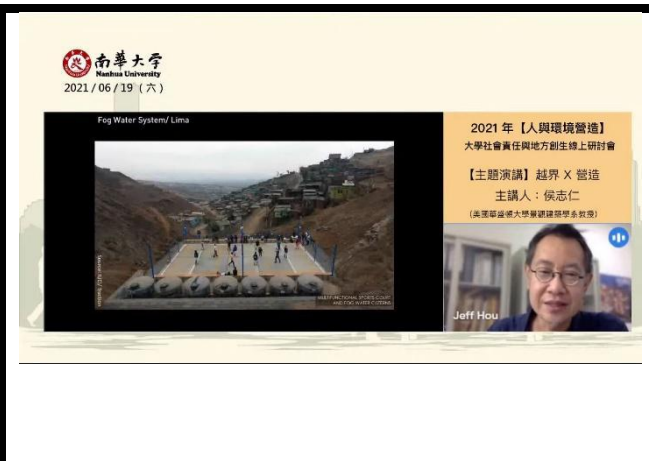 南華大學
Nanhua University
2021/06/19（六）
Fog Water System/ Lima
MULTIFUNCTIONAL SPORTS COURT
AND FOG WATER CISTERNS
2021 年【人與環境營造】
大學社會責任與地方創生線上研討會
【主題演講】越界 X 營造
主講人：侯志仁
(美國華盛頓大學景觀建築學系教授)
Jeff Hou